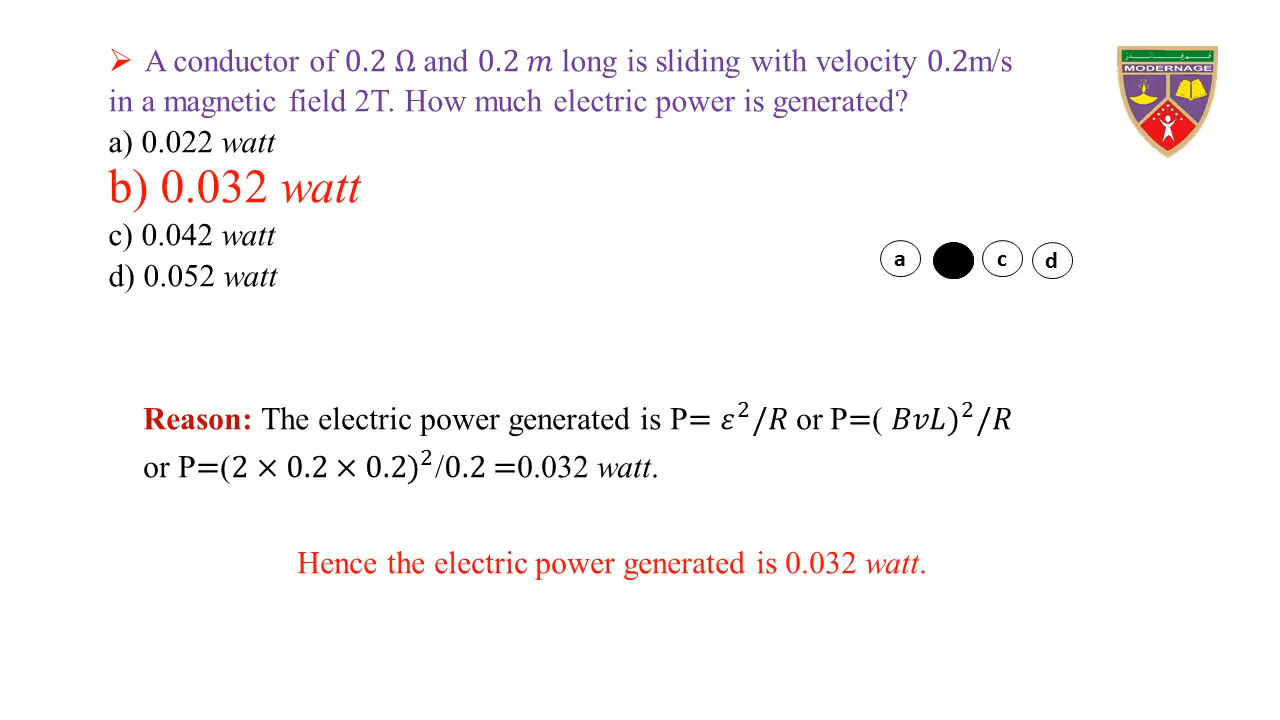 ➢ A conductor of 0.2 Ω and 0.2 𝑚 long is sliding with velocity 0.2m/s
in a magnetic field 2T. How much electric power is generated?
a) 0.022 watt
b) 0.032 watt
c) 0.042 watt
d) 0.052 watt
a c d
MODERNAGE
Reason: The electric power generated is P= 𝜀²/𝑅 or P=( 𝐵𝑣𝐿)²/𝑅
or P=(2 × 0.2 × 0.2)²/0.2 =0.032 watt.
Hence the electric power generated is 0.032 watt.